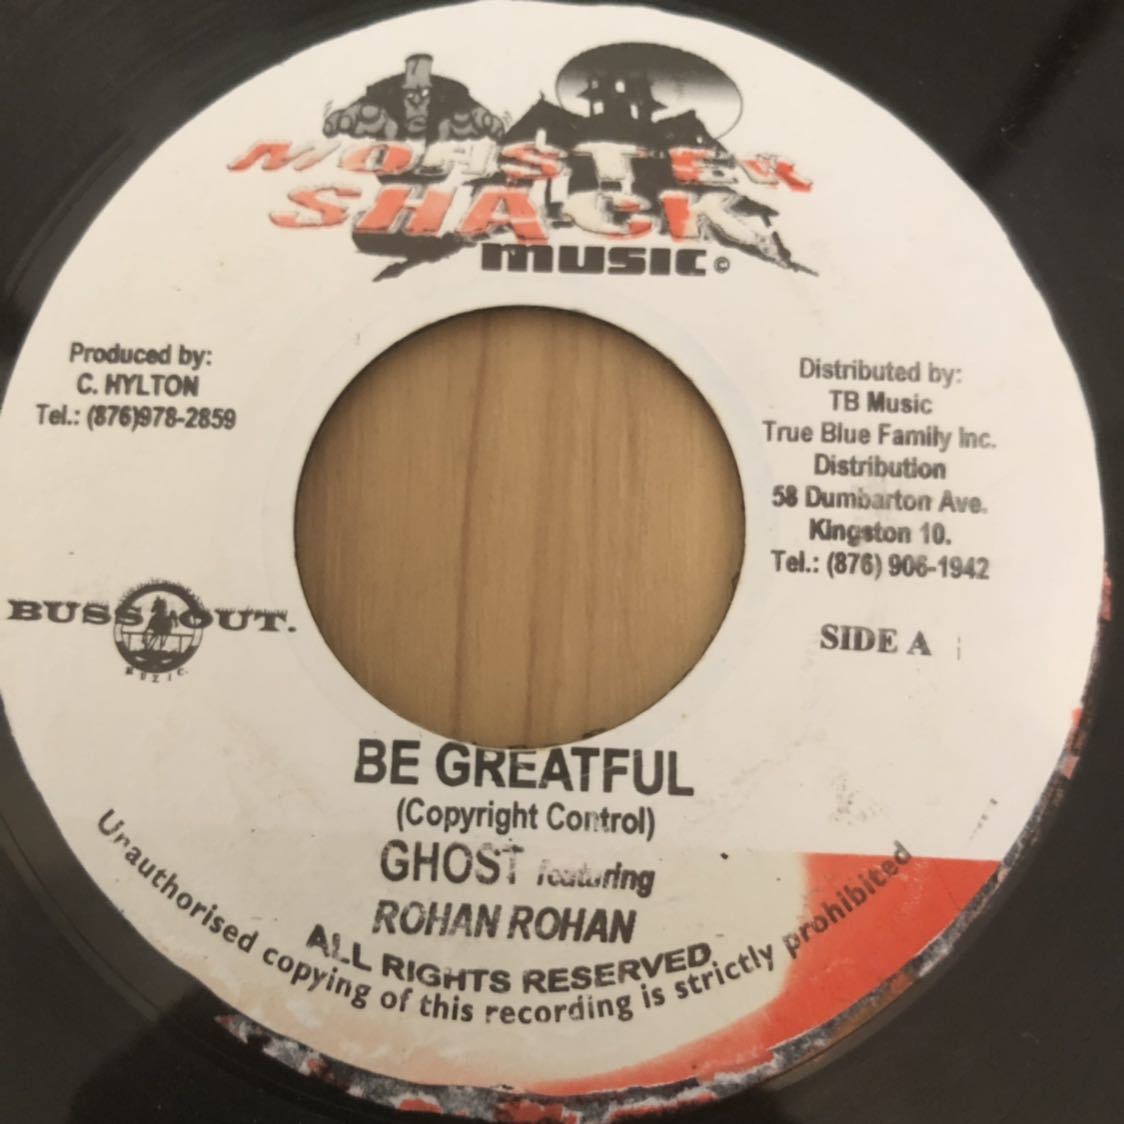 MONSTER
SHACK
music ©
Produced by:
C. HYLTON
Tel.: (876)978-2859
Distributed by:
TB Music
True Blue Family Inc.
Distribution
58 Dumbarton Ave.
Kingston 10.
Tel.: (876) 906-1942
BUSS OUT.
MUZIC.
SIDE A
BE GREATFUL
(Copyright Control)
GHOST featuring
ROHAN ROHAN
ALL RIGHTS RESERVED
Unauthorised copying of this recording is strictly prohibited